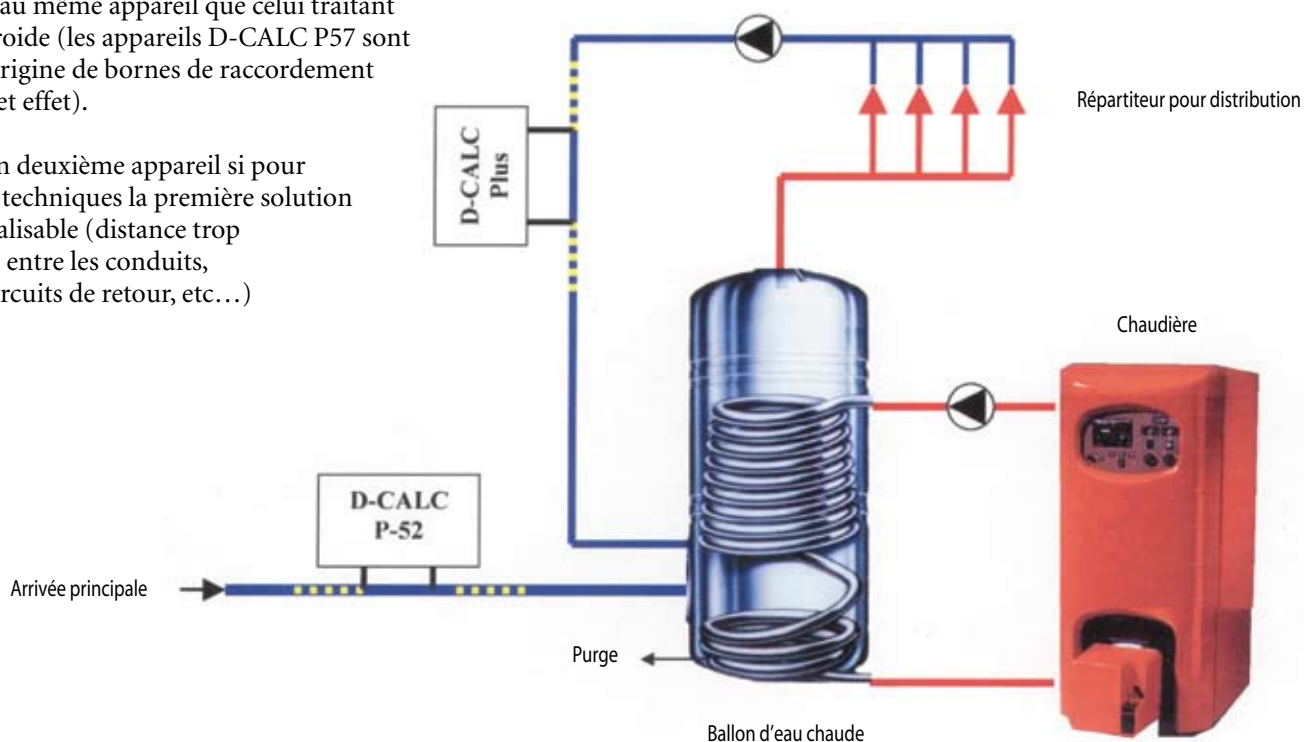 au même appareil que celui traitant
roide (les appareils D-CALC P57 sont
rigine de bornes de raccordement
et effet).
n deuxième appareil si pour
techniques la première solution
alisable (distance trop
entre les conduits,
rcuits de retour, etc…)
D-CALC
Plus
Répartiteur pour distribution
Chaudière
D-CALC
P-52
Arrivée principale
Purge
Ballon d'eau chaude